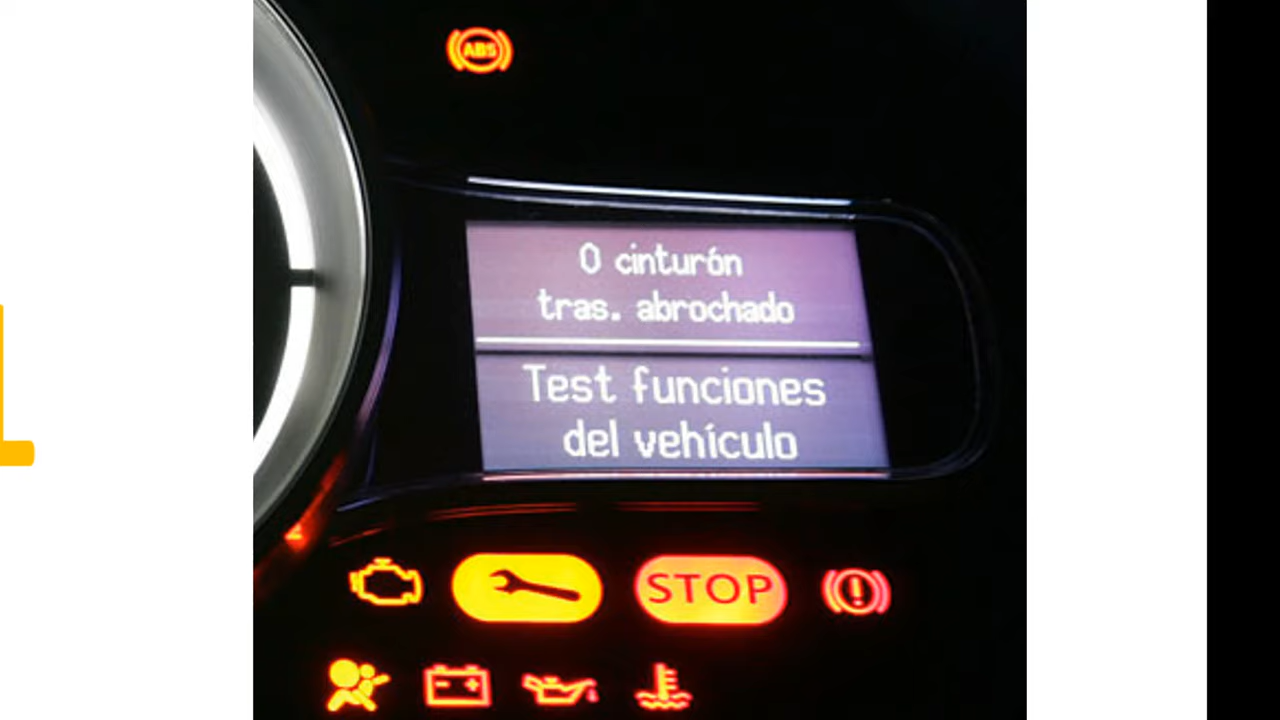 ABS
0 cinturón
tras. abrochado
Test funciones
del vehículo
STOP